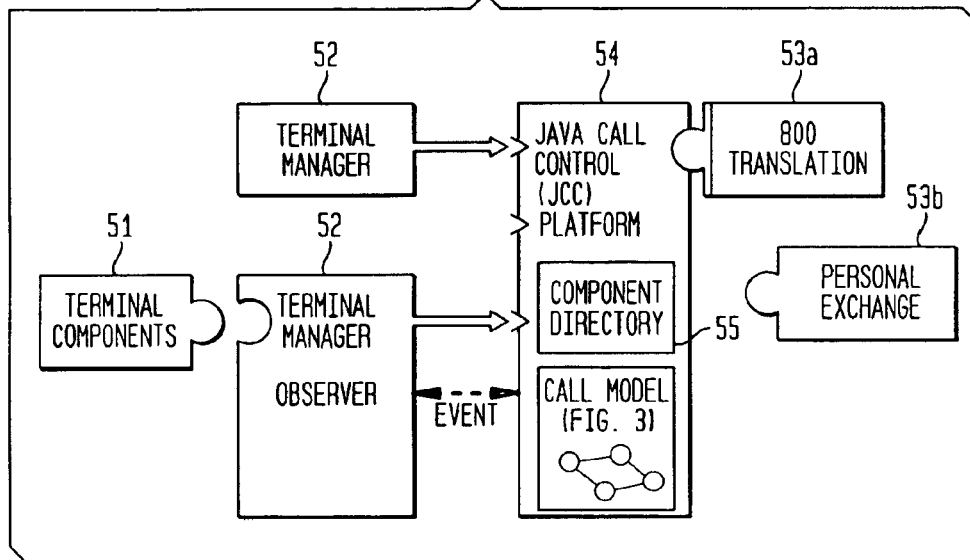 52
54
53a
TERMINAL
MANAGER
JAVA CALL
CONTROL
(JCC)
PLATFORM
800
TRANSLATION
51
52
53b
TERMINAL
COMPONENTS
TERMINAL
MANAGER
OBSERVER
COMPONENT
DIRECTORY
55
PERSONAL
EXCHANGE
EVENT
CALL MODEL
(FIG. 3)